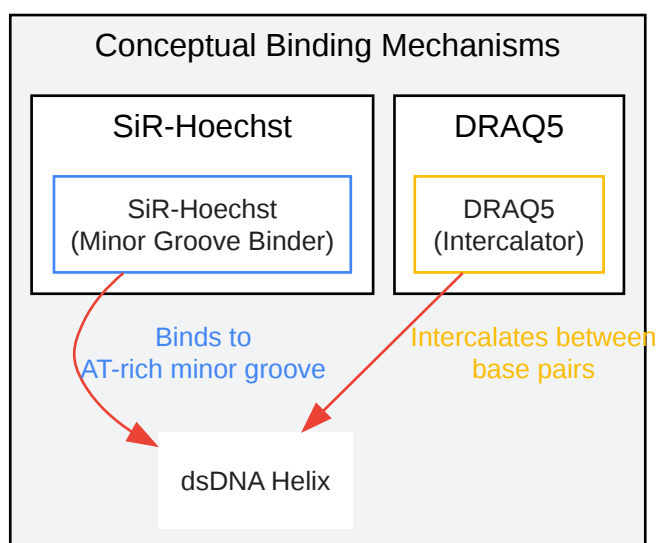 Conceptual Binding Mechanisms
SiR-Hoechst
DRAQ5
SiR-Hoechst
(Minor Groove Binder)
DRAQ5
(Intercalator)
Binds to
AT-rich minor groove
Intercalates between
base pairs
dsDNA Helix